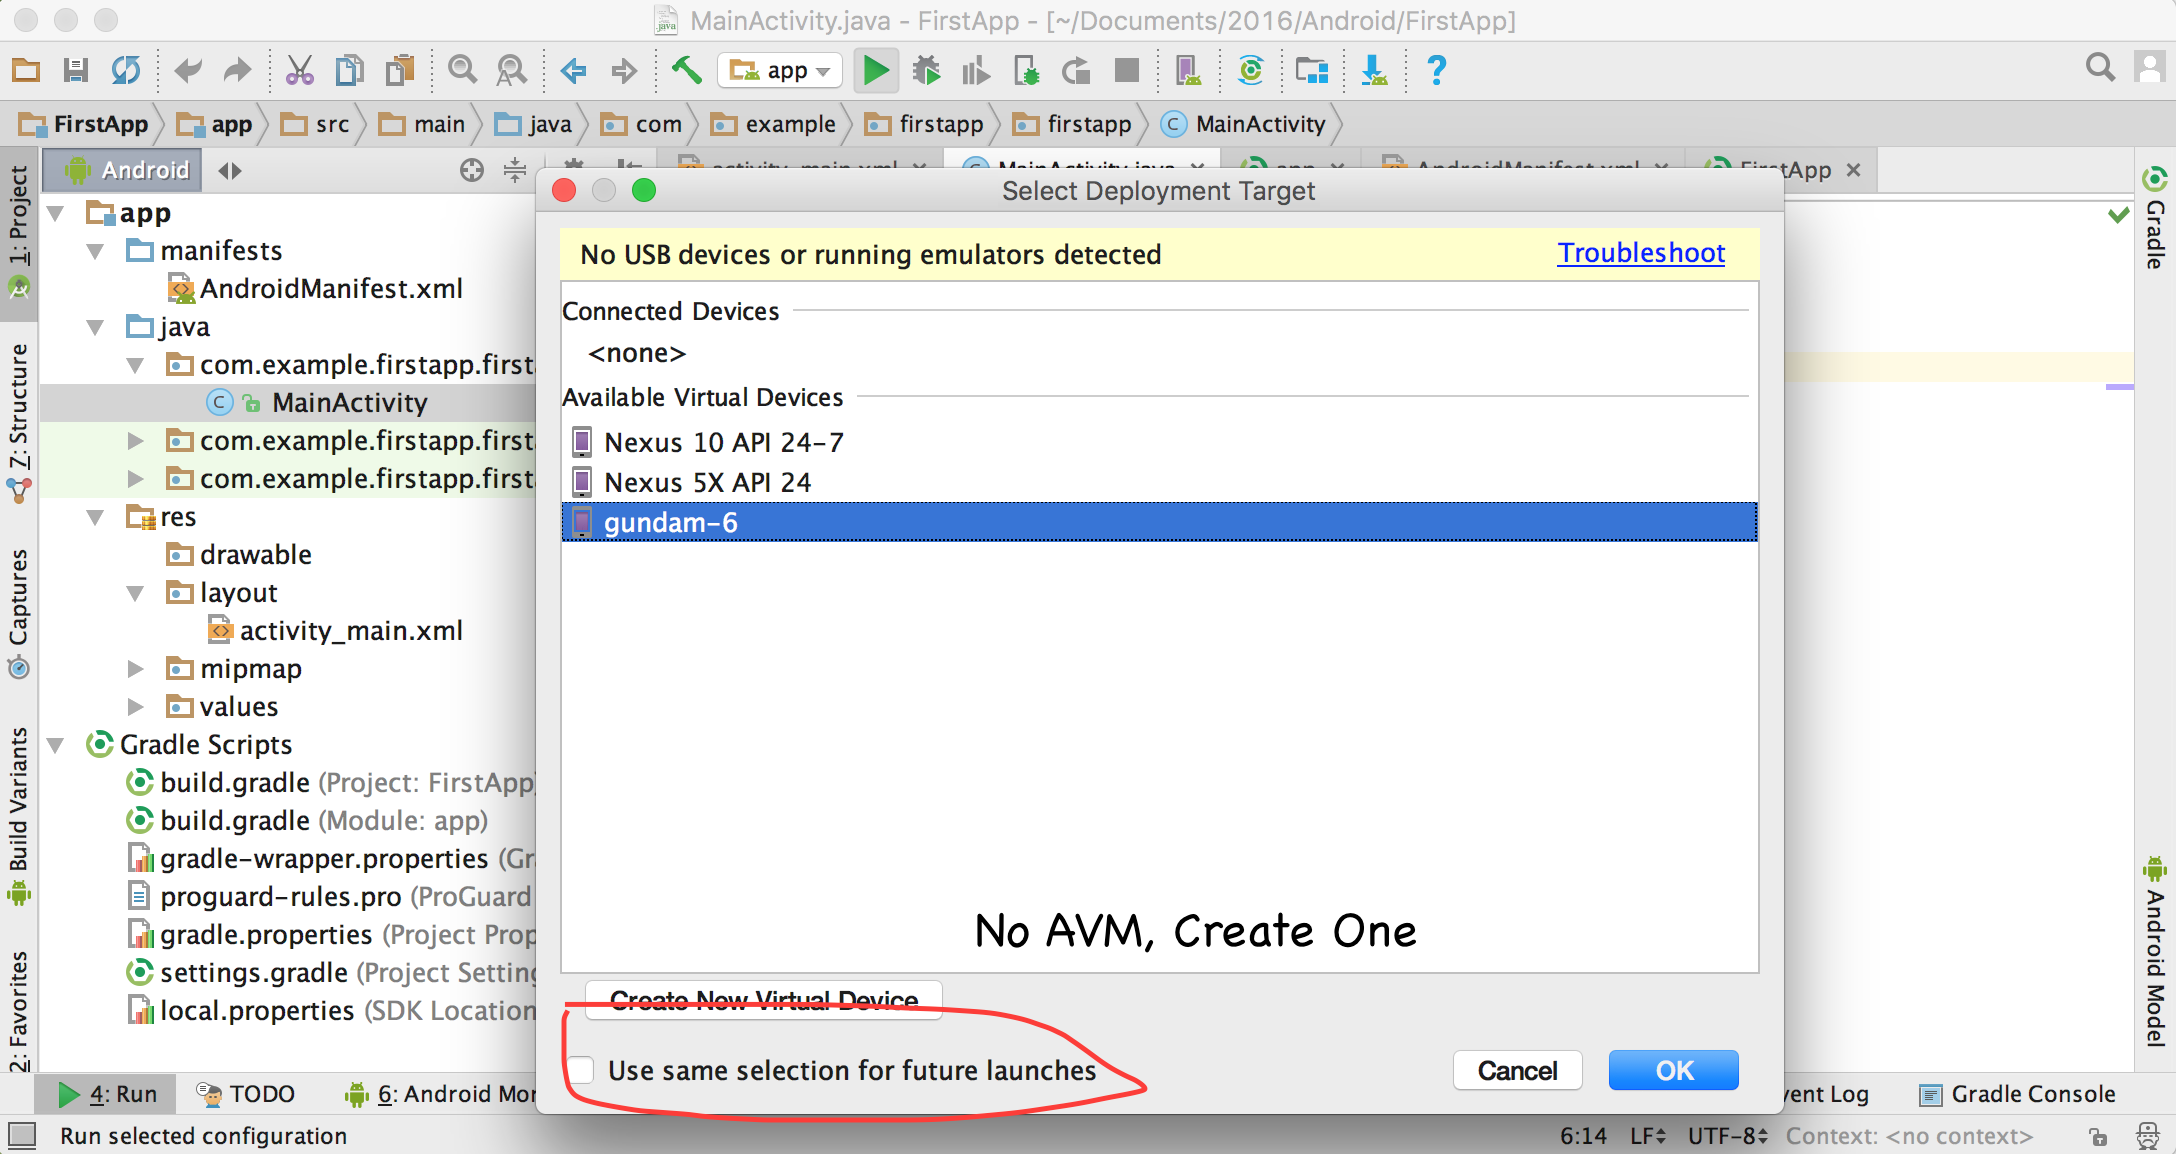 MainActivity.java - FirstApp - [~/Documents/2016/Android/FirstApp]
app
FirstApp app src main java com example firstapp firstapp MainActivity
Android
activity_main.xml MainActivity.java app AndroidManifest.xml FirstApp
1: Project
7: Structure
Captures
Build Variants
2: Favorites
app
manifests
AndroidManifest.xml
java
com.example.firstapp.first
MainActivity
com.example.firstapp.first
com.example.firstapp.first
res
drawable
layout
activity_main.xml
mipmap
values
Gradle Scripts
build.gradle (Project: FirstApp)
build.gradle (Module: app)
gradle-wrapper.properties (Gr
proguard-rules.pro (ProGuard
gradle.properties (Project Prop
settings.gradle (Project Setting
local.properties (SDK Location
Select Deployment Target
No USB devices or running emulators detected Troubleshoot
Connected Devices
<none>
Available Virtual Devices
Nexus 10 API 24-7
Nexus 5X API 24
gundam-6
No AVM, Create One
Create New Virtual Device
Use same selection for future launches
Cancel OK
Gradle
Android Model
4: Run TODO 6: Android Mor vent Log Gradle Console
Run selected configuration 6:14 LF UTF-8 Context: <no context>